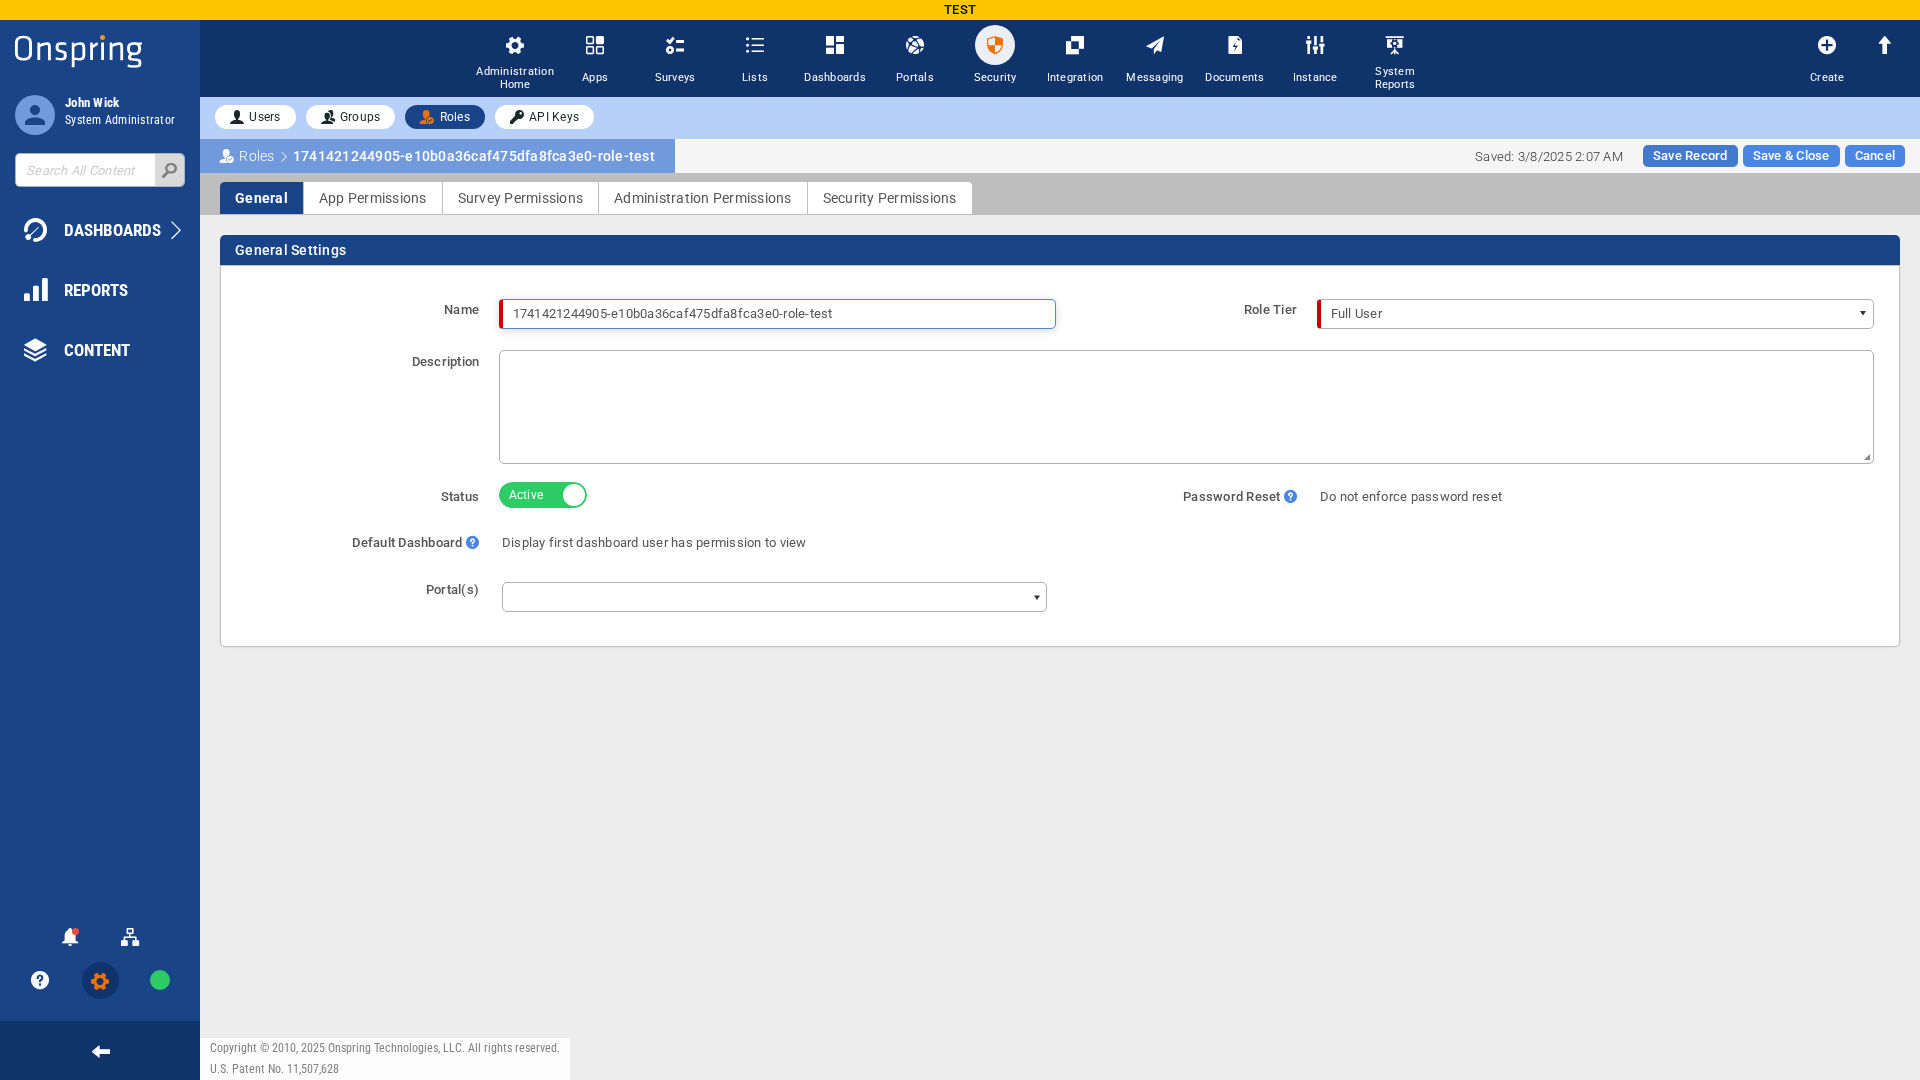 TEST
Onspring
John Wick
System Administrator
Search All Content
DASHBOARDS
REPORTS
CONTENT
Administration Home
Apps
Surveys
Lists
Dashboards
Portals
Security
Integration
Messaging
Documents
Instance
System Reports
Create
Users
Groups
Roles
API Keys
Roles
1741421244905-e10b0a36caf475dfa8fca3e0-role-test
Saved: 3/8/2025 2:07 AM
Save Record
Save & Close
Cancel
General
App Permissions
Survey Permissions
Administration Permissions
Security Permissions
General Settings
Name
1741421244905-e10b0a36caf475dfa8fca3e0-role-test
Role Tier
Full User
Description
Status
Active
Password Reset ?
Do not enforce password reset
Default Dashboard ?
Display first dashboard user has permission to view
Portal(s)
Copyright © 2010, 2025 Onspring Technologies, LLC. All rights reserved.
U.S. Patent No. 11,507,628